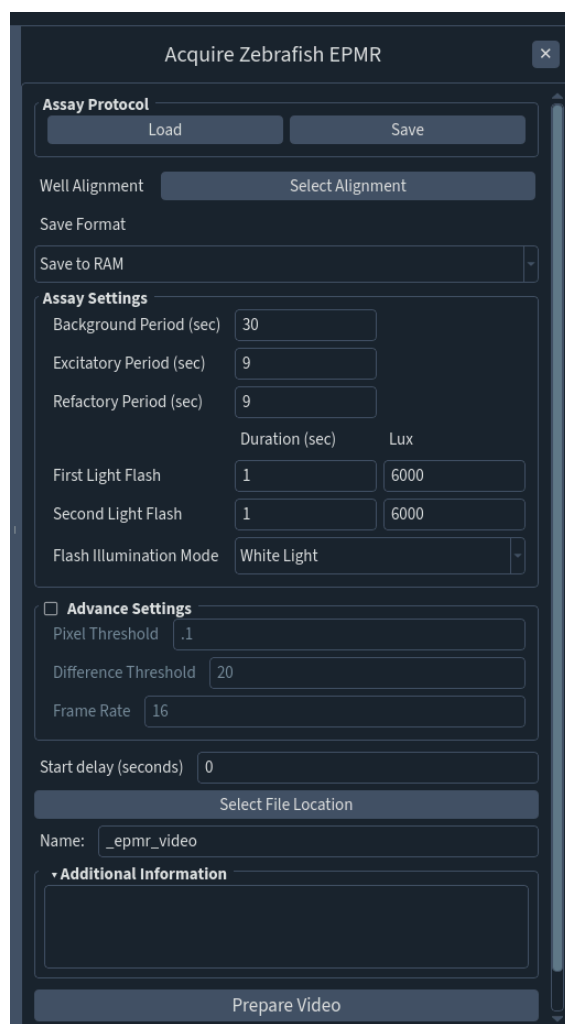 Acquire Zebrafish EPMR
Assay Protocol
Load Save
Well Alignment Select Alignment
Save Format
Save to RAM
Assay Settings
Background Period (sec) 30
Excitatory Period (sec) 9
Refactory Period (sec) 9
Duration (sec) Lux
First Light Flash 1 6000
Second Light Flash 1 6000
Flash Illumination Mode White Light
Advance Settings
Pixel Threshold .1
Difference Threshold 20
Frame Rate 16
Start delay (seconds) 0
Select File Location
Name: _epmr_video
Additional Information
Prepare Video